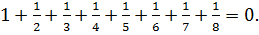 1 + 1/2 + 1/3 + 1/4 + 1/5 + 1/6 + 1/7 + 1/8 = 0.